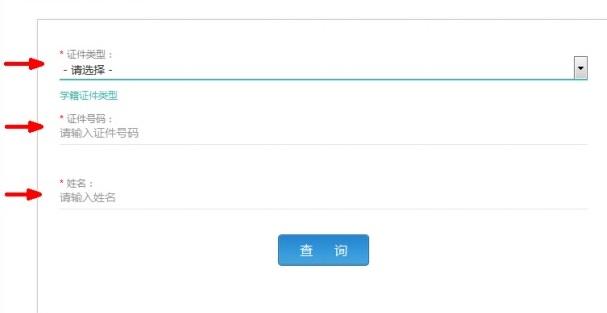 * 证件类型：
- 请选择 -
学籍证件类型
* 证件号码：
请输入证件号码
* 姓名：
请输入姓名
查 询